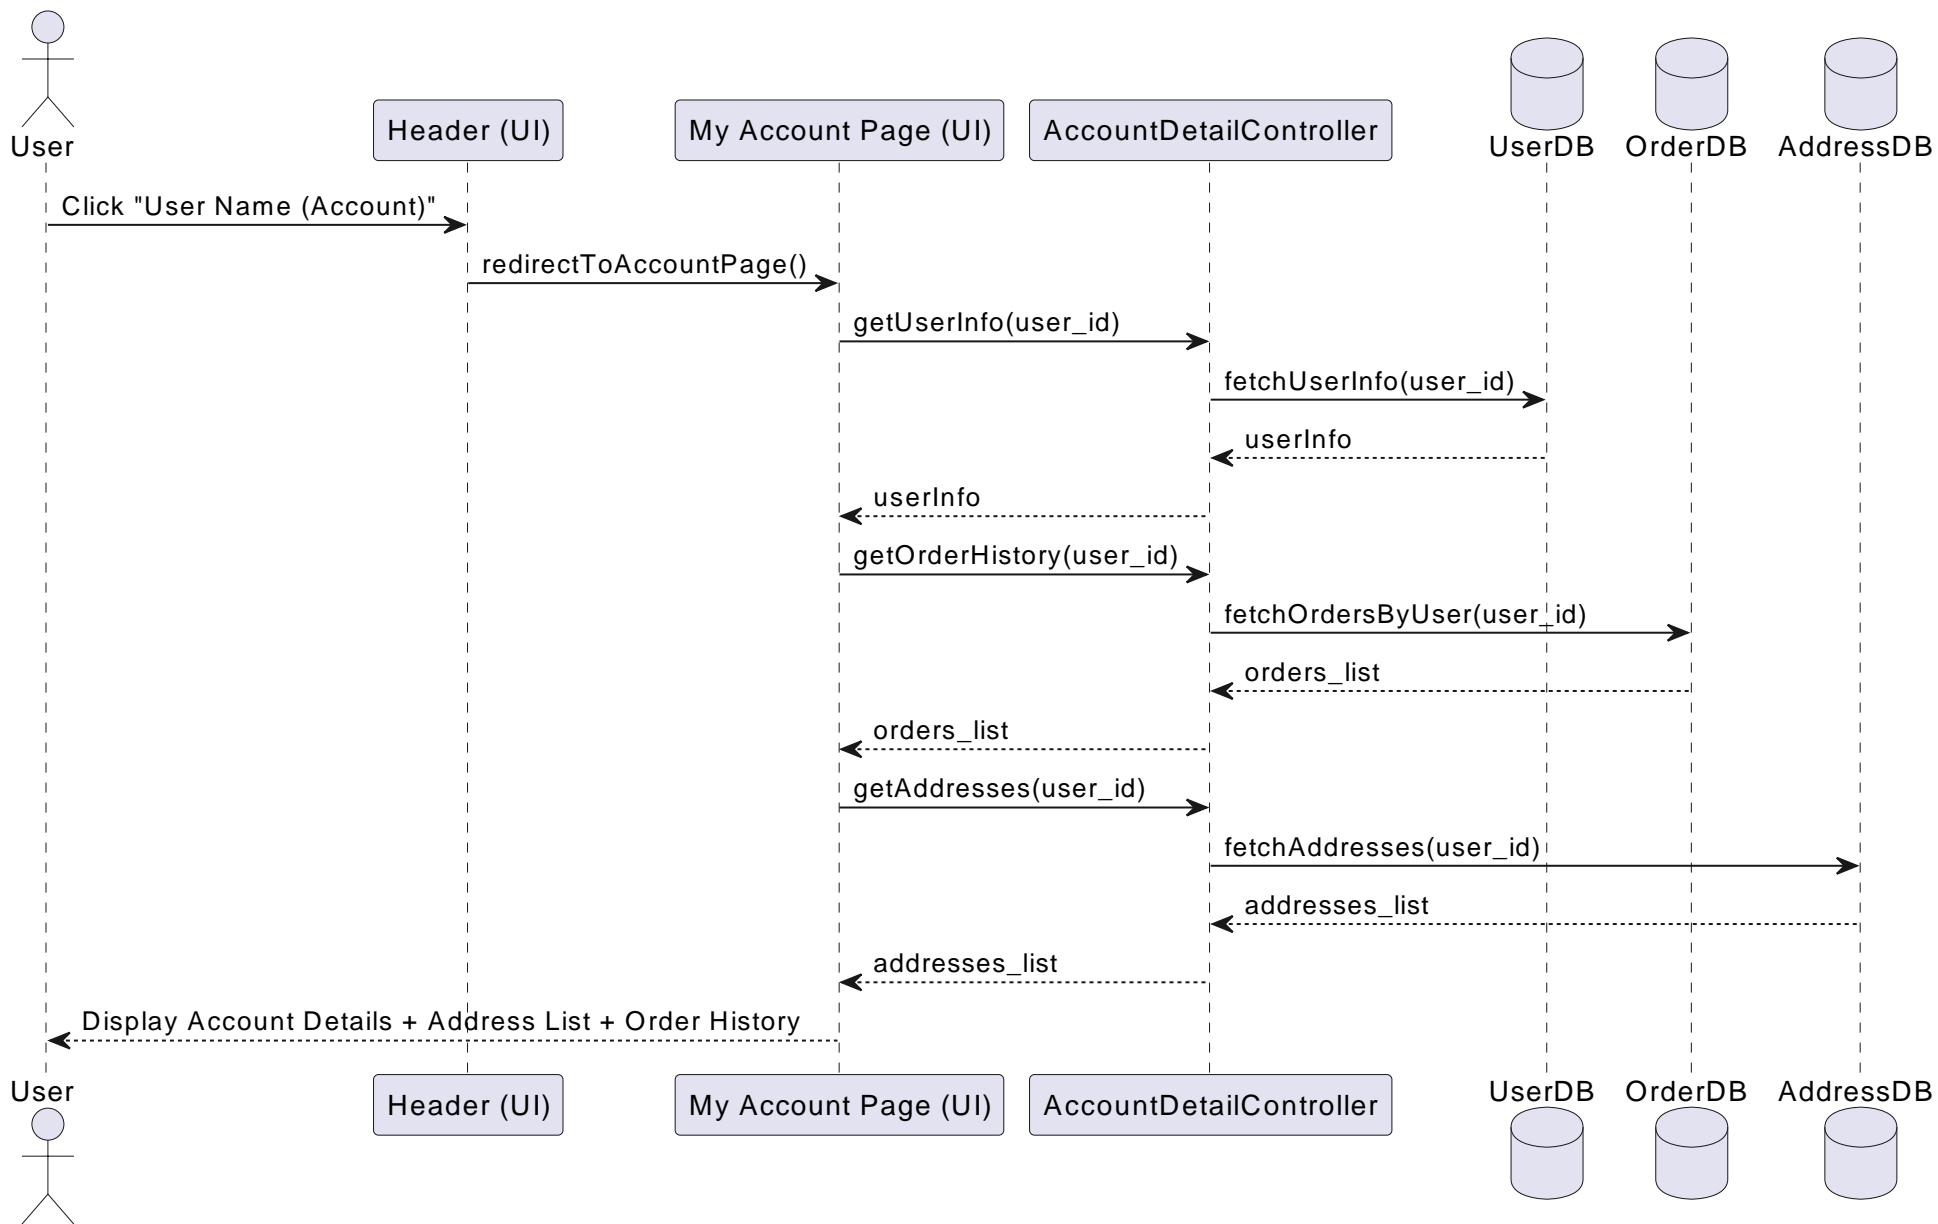 User
Header (UI)
My Account Page (UI)
AccountDetailController
UserDB
OrderDB
AddressDB
Click "User Name (Account)"
redirectToAccountPage()
getUserInfo(user_id)
fetchUserInfo(user_id)
userInfo
userInfo
getOrderHistory(user_id)
fetchOrdersByUser(user_id)
orders_list
orders_list
getAddresses(user_id)
fetchAddresses(user_id)
addresses_list
addresses_list
Display Account Details + Address List + Order History
User
Header (UI)
My Account Page (UI)
AccountDetailController
UserDB
OrderDB
AddressDB